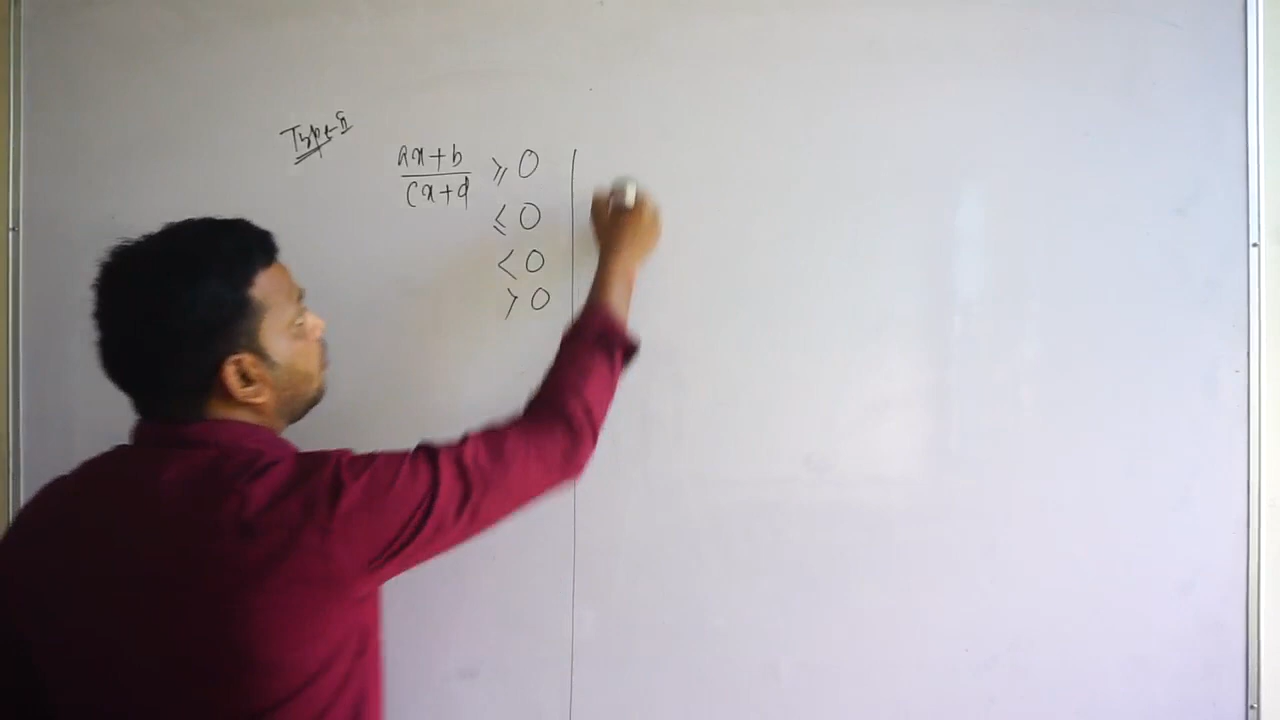 Type-II
ax+b
cx+d
≥ 0
≤ 0
< 0
> 0